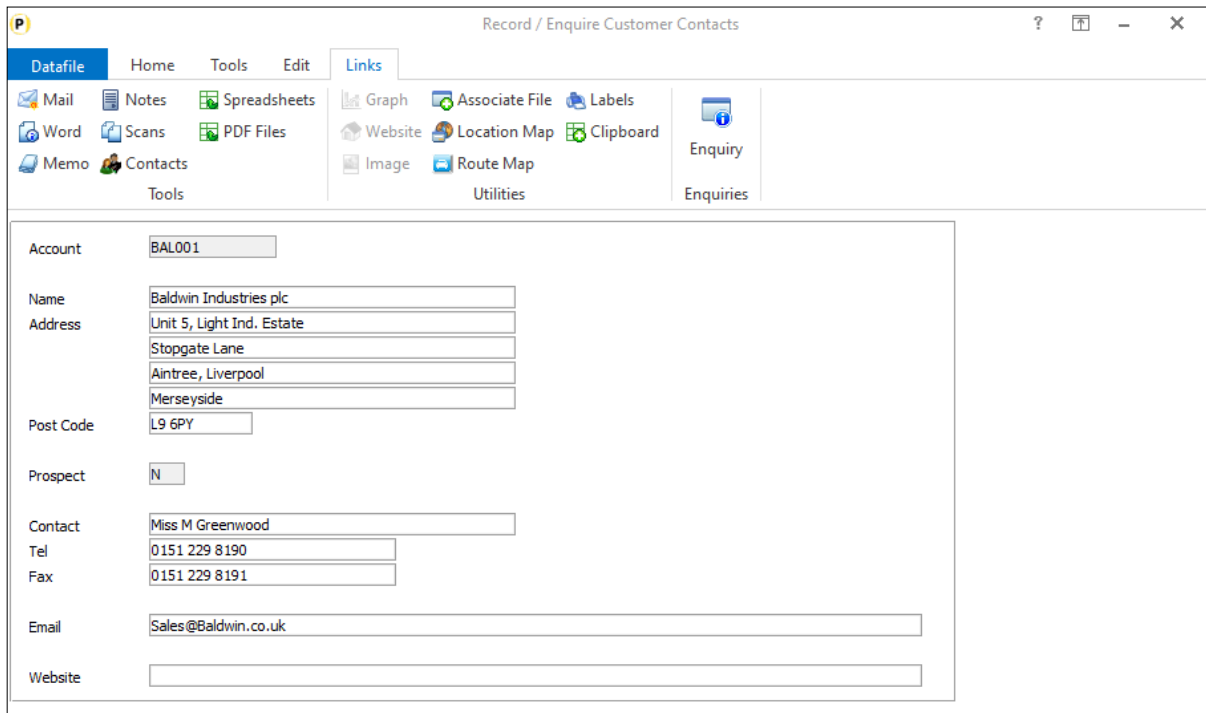 P Record / Enquire Customer Contacts ?
Datafile Home Tools Edit Links
Mail Notes Spreadsheets Graph Associate File Labels
Word Scans PDF Files Website Location Map Clipboard
Enquiry
Memo Contacts Image Route Map
Tools Utilities Enquiries
Account BAL001
Name Baldwin Industries plc
Address Unit 5, Light Ind. Estate
Stopgate Lane
Aintree, Liverpool
Merseyside
Post Code L9 6PY
Prospect N
Contact Miss M Greenwood
Tel 0151 229 8190
Fax 0151 229 8191
Email Sales@Baldwin.co.uk
Website